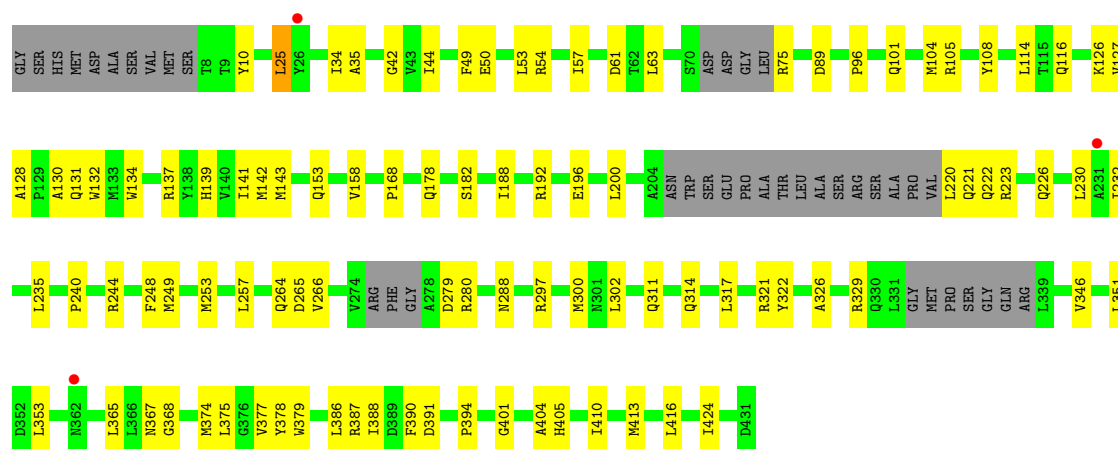 GLY SER HIS MET ASP ALA SER VAL MET SER T8 T9 Y10 L25 Y26 I34 A35 G42 V43 I44 F49 E50 L53 R54 I57 D61 T62 L63 S70 ASP ASP GLY LEU R75 D89 P96 Q101 M104 R105 Y108 L114 T115 Q116 K126
A128 P129 A130 Q131 W132 M133 W134 R137 Y138 H139 V140 I141 M142 M143 Q153 V158 P168 Q178 S182 I188 R192 E196 L200 A204 ASN TRP SER GLU PRO ALA THR LEU ALA SER ARG SER ALA PRO VAL L220 Q221 Q222 R223 Q226 L230 A231
L235 P240 R244 F248 M249 M253 L257 Q264 D265 V266 V274 ARG PHE GLY A278 D279 R280 N288 R297 M300 N301 L302 Q311 Q314 L317 R321 Y322 A326 R329 Q330 L331 GLY MET PRO SER GLY GLN ARG L339 V346
D352 L353 N362 L365 L366 N367 G368 M374 L375 G376 V377 Y378 W379 L386 R387 I388 D389 F390 D391 P394 G401 A404 H405 I410 M413 L416 I424 D431